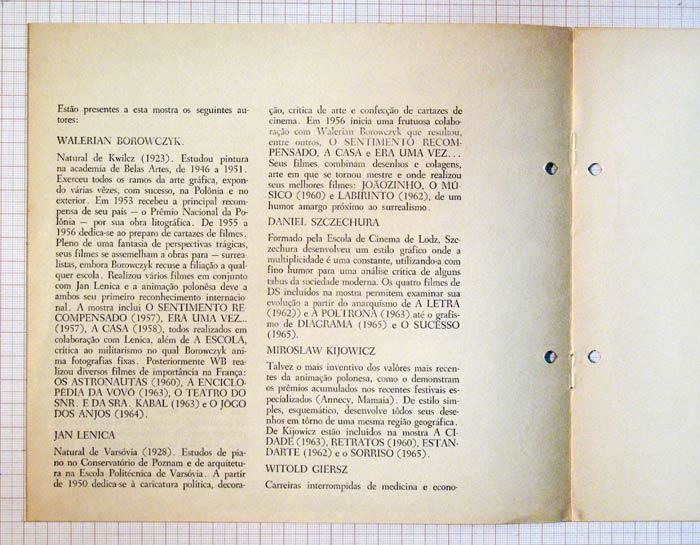 Estão presentes a esta mostra os seguintes au-
tores:
WALERIAN BOROWCZYK.
Natural de Kwilcz (1923). Estudou pintura
na academia de Belas Artes, de 1946 a 1951.
Exerceu todos os ramos da arte gráfica, expon-
do várias vêzes, com sucesso, na Polônia e no
exterior. Em 1953 recebeu a principal recom-
pensa de seu país — o Prêmio Nacional da Po-
lônia — por sua obra litográfica. De 1955 a
1956 dedica-se ao preparo de cartazes de filmes.
Pleno de uma fantasia de perspectivas trágicas,
seus filmes se assemelham a obras para — surrea-
listas, embora Borowczyk recuse a filiação a qual-
quer escola. Realizou vários filmes em conjunto
com Jan Lenica e a animação polonêsa deve a
ambos seu primeiro reconhecimento internacio-
nal. A mostra inclui O SENTIMENTO RE-
COMPENSADO (1957), ERA UMA VEZ...
(1957), A CASA (1958), todos realizados em
colaboração com Lenica, além de A ESCOLA,
crítica ao militarismo no qual Borowczyk ani-
ma fotografias fixas. Posteriormente WB rea-
lizou diversos filmes de importância na França:
OS ASTRONAUTAS (1960), A ENCICLO-
PÉDIA DA VOVÓ (1963), O TEATRO DO
SNR. E DA SRA. KABAL (1963) e O JÔGO
DOS ANJOS (1964).
JAN LENICA
Natural de Varsóvia (1928). Estudos de pia-
no no Conservatório de Poznam e de arquitetu-
ra na Escola Politécnica de Varsóvia. A partir
de 1950 dedica-se à caricatura política, decora-
ção, crítica de arte e confecção de cartazes de
cinema. Em 1956 inicia uma frutuosa colabo-
ração com Walerian Borowczyk que resultou,
entre outros, O SENTIMENTO RECOM-
PENSADO, A CASA e ERA UMA VEZ...
Seus filmes combinam desenhos e colagens,
arte em que se tornou mestre e onde realizou
seus melhores filmes: JOÃOZINHO, O MÚ-
SICO (1960) e LABIRINTO (1962), de um
humor amargo próximo ao surrealismo.
DANIEL SZCZECHURA
Formado pela Escola de Cinema de Lodz, Szc-
zechura desenvolveu um estilo gráfico onde a
multiplicidade é uma constante, utilizando-a com
fino humor para uma análise crítica de alguns
tabus da sociedade moderna. Os quatro filmes de
DS incluídos na mostra permitem examinar sua
evolução a partir do anarquismo de A LETRA
(1962)) e A POLTRONA (1963) até o grafis-
mo de DIAGRAMA (1965) e O SUCESSO
(1965).
MIROSLAW KIJOWICZ
Talvez o mais inventivo dos valôres mais recen-
tes da animação polonesa, como o demonstram
os prêmios acumulados nos recentes festivais es-
pecializados (Annecy, Mamaia). De estilo sim-
ples, esquemático, desenvolve tôdos seus dese-
nhos em tôrno de uma mesma região geográfica.
De Kijowicz estão incluídos na mostra A CI-
DADE (1963), RETRATOS (1960), ESTAN-
DARTE (1962) e o SORRISO (1965).
WITOLD GIERSZ
Carreiras interrompidas de medicina e econo-